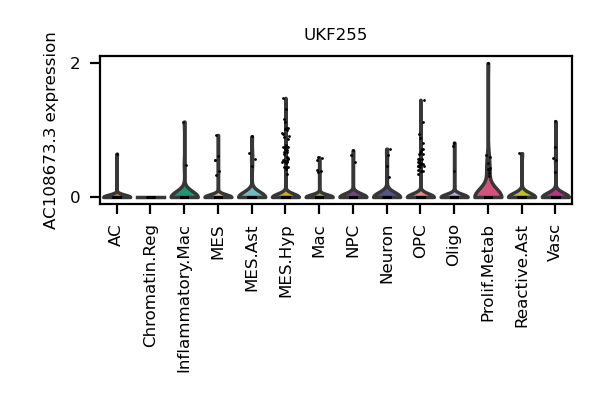 UKF255
AC108673.3 expression
2
0
AC
Chromatin.Reg
Inflammatory.Mac
MES
MES.Ast
MES.Hyp
Mac
NPC
Neuron
OPC
Oligo
Prolif.Metab
Reactive.Ast
Vasc